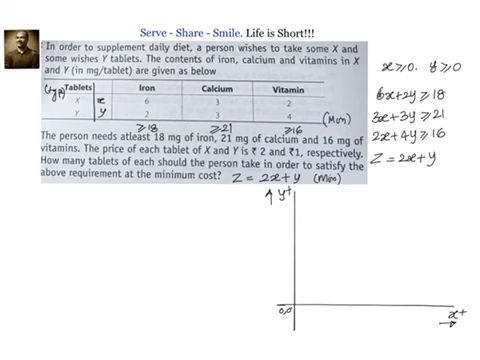 Serve - Share - Smile. Life is Short!!!
In order to supplement daily diet, a person wishes to take some X and
some wishes Y tablets. The contents of iron, calcium and vitamins in X
and Y (in mg/tablet) are given as below
Tablets Iron Calcium Vitamin
X x 6 3 2
Y y 2 3 4 (Min)
≥18 ≥21 ≥16
The person needs atleast 18 mg of iron, 21 mg of calcium and 16 mg of
vitamins. The price of each tablet of X and Y is ₹ 2 and ₹1, respectively.
How many tablets of each should the person take in order to satisfy the
above requirement at the minimum cost? Z = 2x+y (Min)
x≥0. y≥0
6x+2y≥18
3x+3y≥21
2x+4y≥16
Z = 2x+y
y+
0,0
x+